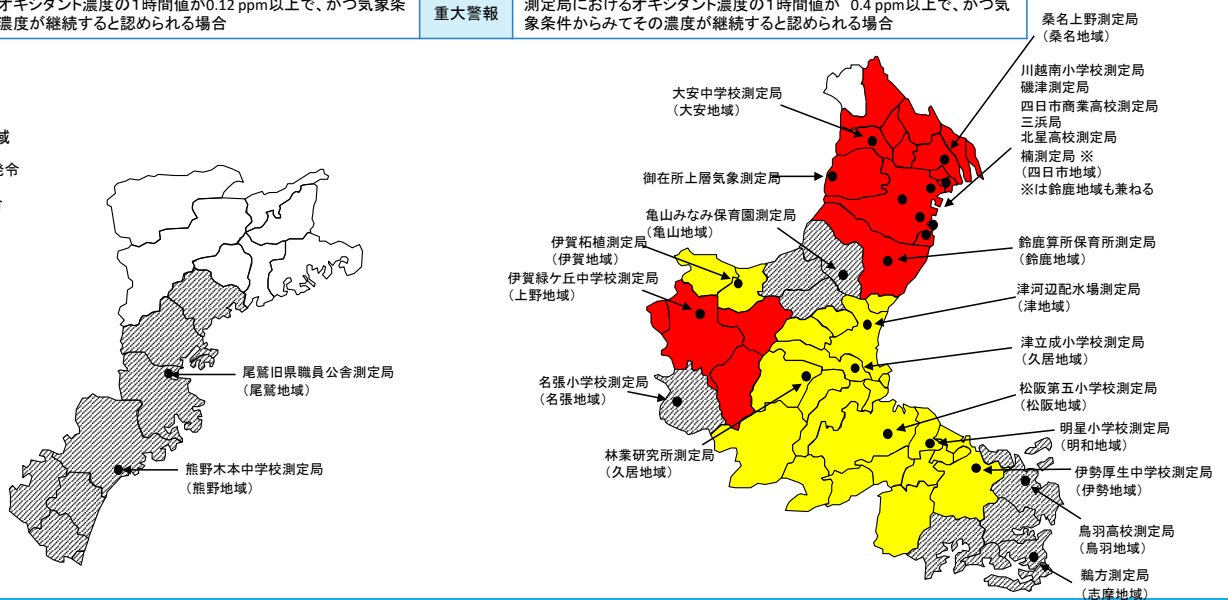 オキシダント濃度の1時間値が0.12 ppm以上で、かつ気象条
濃度が継続すると認められる場合
重大警報
測定局におけるオキシダント濃度の1時間値が 0.4 ppm以上で、かつ気
象条件からみてその濃度が継続すると認められる場合
域
発令
桑名上野測定局
(桑名地域)
川越南小学校測定局
磯津測定局
四日市商業高校測定局
三浜局
北星高校測定局
楠測定局 ※
(四日市地域)
※は鈴鹿地域も兼ねる
大安中学校測定局
(大安地域)
御在所上層気象測定局
亀山みなみ保育園測定局
(亀山地域)
伊賀柘植測定局
(伊賀地域)
伊賀緑ケ丘中学校測定局
(上野地域)
鈴鹿算所保育所測定局
(鈴鹿地域)
津河辺配水場測定局
(津地域)
津立成小学校測定局
(久居地域)
名張小学校測定局
(名張地域)
松阪第五小学校測定局
(松阪地域)
林業研究所測定局
(久居地域)
明星小学校測定局
(明和地域)
伊勢厚生中学校測定局
(伊勢地域)
鳥羽高校測定局
(鳥羽地域)
鵜方測定局
(志摩地域)
尾鷲旧県職員公舎測定局
(尾鷲地域)
熊野木本中学校測定局
(熊野地域)